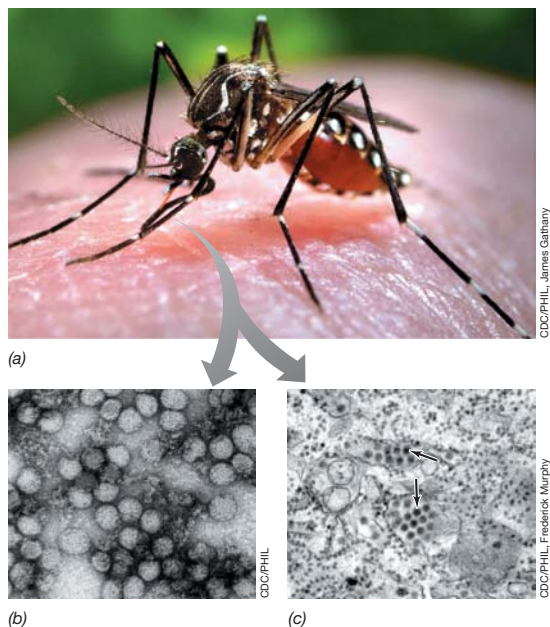 CDC/PHIL, James Gathany
(a)
CDC/PHIL
CDC/PHIL, Frederick Murphy
(b)
(c)